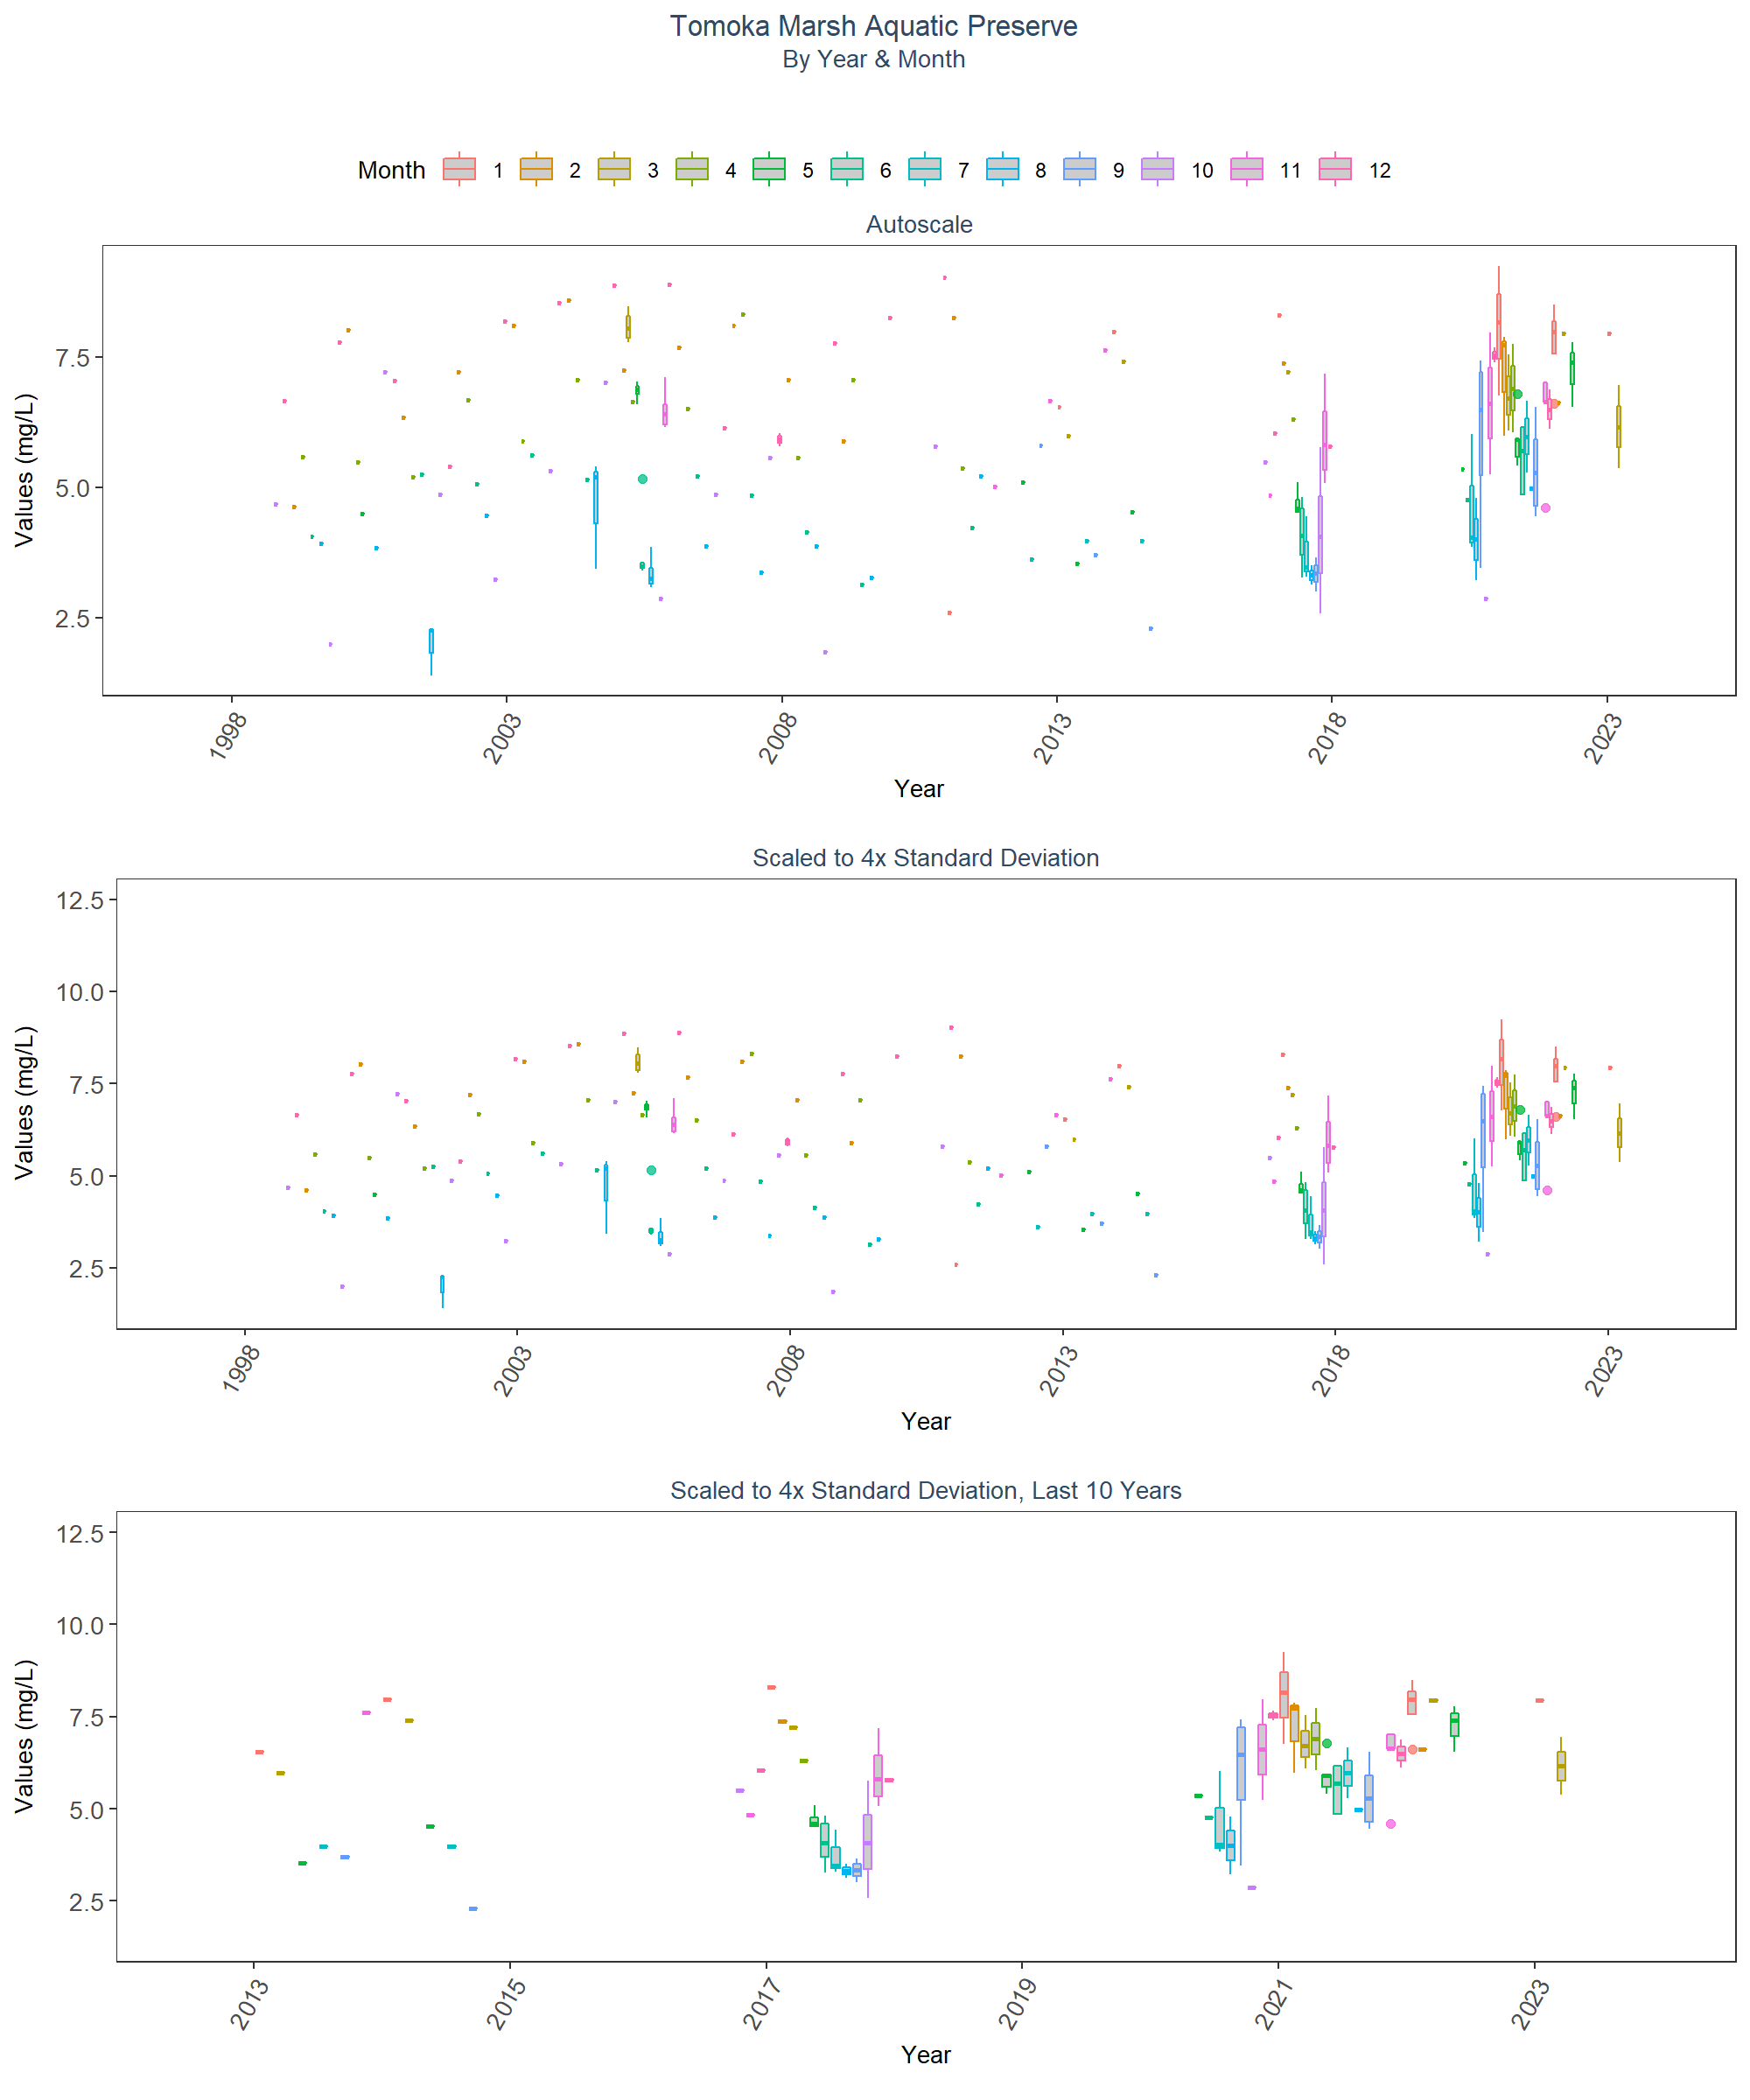 Tomoka Marsh Aquatic Preserve
By Year & Month
Month 1 2 3 4 5 6 7 8 9 10 11 12
Autoscale
Values (mg/L)
7.5
5.0
2.5
1998 2003 2008 2013 2018 2023
Year
Scaled to 4x Standard Deviation
Values (mg/L)
12.5
10.0
7.5
5.0
2.5
1998 2003 2008 2013 2018 2023
Year
Scaled to 4x Standard Deviation, Last 10 Years
Values (mg/L)
12.5
10.0
7.5
5.0
2.5
2013 2015 2017 2019 2021 2023
Year